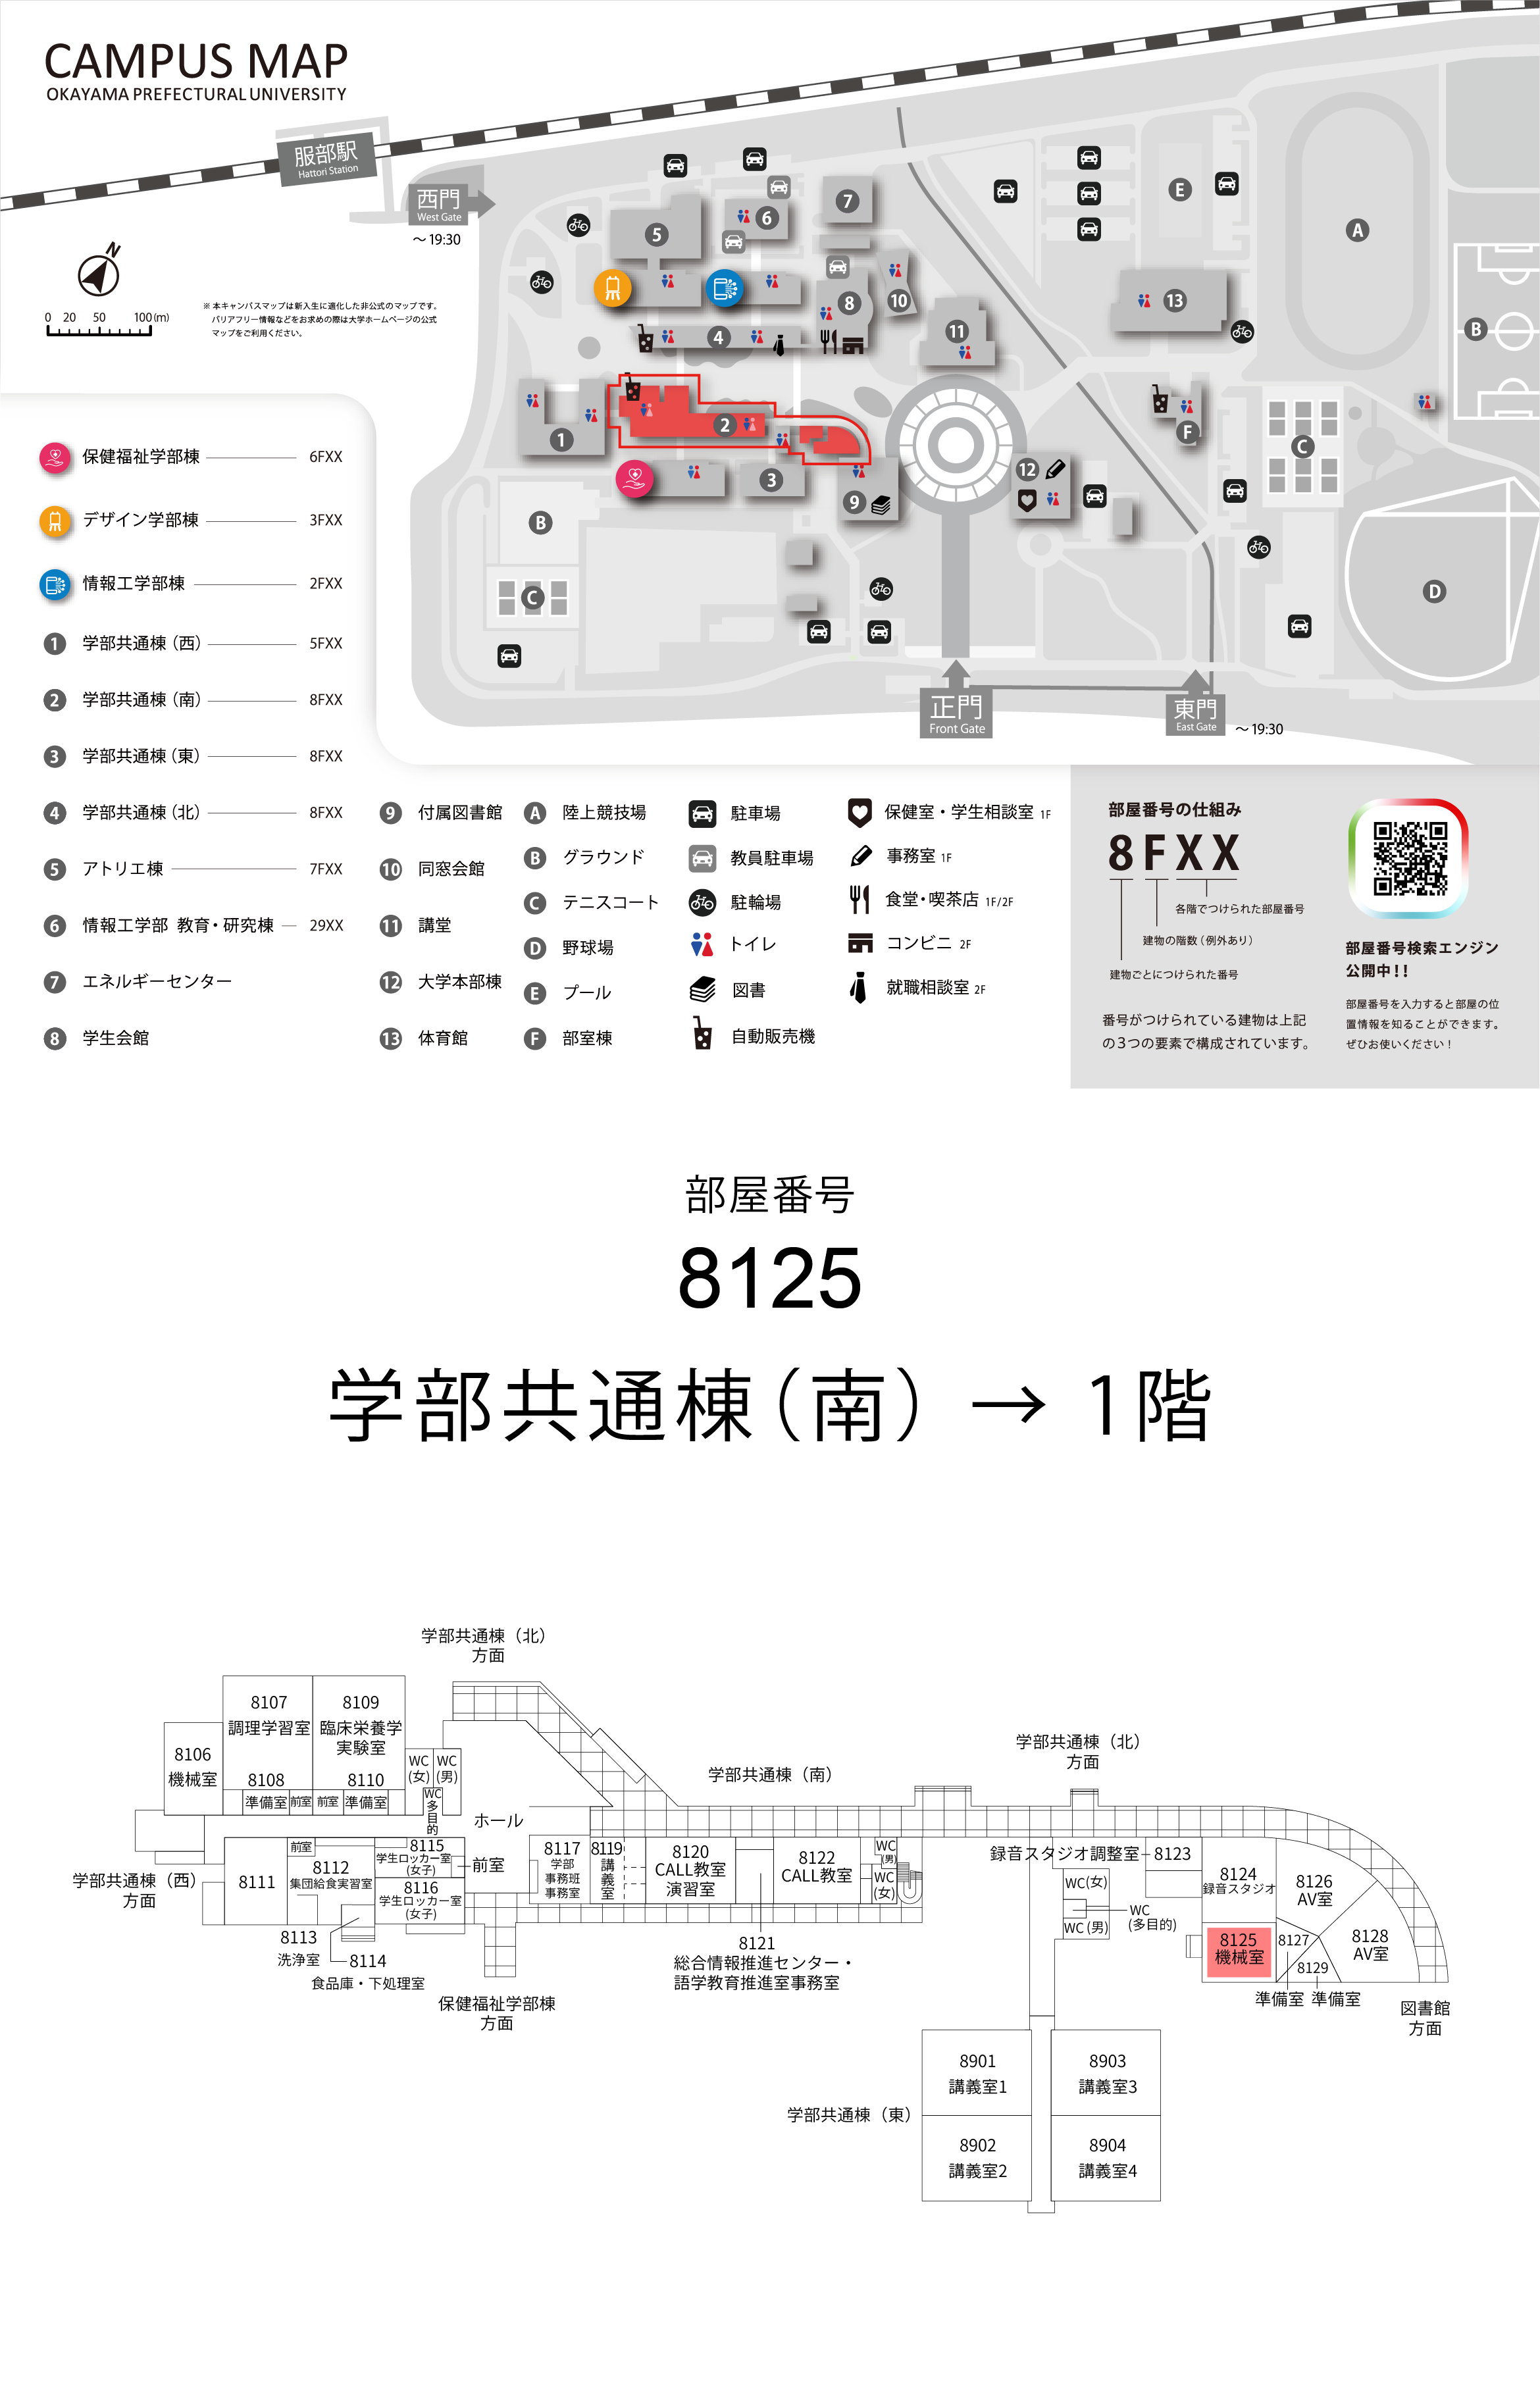 CAMPUS MAP
OKAYAMA PREFECTURAL UNIVERSITY
服部駅
Hattori Station
西門
West Gate
～19:30
N
0 20 50 100(m)
※ 本キャンパスマップは新入生に適化した非公式のマップです。
バリアフリー情報などをお求めの際は大学ホームページの公式
マップをご利用ください。
5
6
7
8
10
4
11
1
2
3
9
12
13
A
B
C
D
E
F
B
C
正門
Front Gate
東門
East Gate
～19:30
保健福祉学部棟 6FXX
デザイン学部棟 3FXX
情報工学部棟 2FXX
1 学部共通棟（西） 5FXX
2 学部共通棟（南） 8FXX
3 学部共通棟（東） 8FXX
4 学部共通棟（北） 8FXX
5 アトリエ棟 7FXX
6 情報工学部 教育・研究棟 29XX
7 エネルギーセンター
8 学生会館
9 付属図書館
10 同窓会館
11 講堂
12 大学本部棟
13 体育館
A 陸上競技場
B グラウンド
C テニスコート
D 野球場
E プール
F 部室棟
駐車場
教員駐車場
駐輪場
トイレ
図書
自動販売機
保健室・学生相談室 1F
事務室 1F
食堂・喫茶店 1F/2F
コンビニ 2F
就職相談室 2F
部屋番号の仕組み
8 F X X
各階でつけられた部屋番号
建物の階数（例外あり）
建物ごとにつけられた番号
番号がつけられている建物は上記
の３つの要素で構成されています。
部屋番号検索エンジン
公開中！！
部屋番号を入力すると部屋の位
置情報を知ることができます。
ぜひお使いください！
部屋番号
8125
学部共通棟（南） → 1階
学部共通棟（北）
方面
8107
調理学習室
8109
臨床栄養学
実験室
8106
機械室
8108
準備室
前室
前室
8110
準備室
WC
(女)
WC
(男)
WC
多
目
的
ホール
学部共通棟（南）
学部共通棟（北）
方面
学部共通棟（西）
方面
8111
前室
8112
集団給食実習室
8115
学生ロッカー室
(女子)
前室
8116
学生ロッカー室
(女子)
8113
洗浄室
8114
食品庫・下処理室
保健福祉学部棟
方面
8117
学部
事務班
事務室
8119
講
義
室
8120
CALL教室
演習室
8121
総合情報推進センター・
語学教育推進室事務室
8122
CALL教室
WC
(男)
WC
(女)
録音スタジオ調整室
8123
WC(女)
WC
(多目的)
WC (男)
8124
録音スタジオ
8125
機械室
8126
AV室
8127
準備室
8128
AV室
8129
準備室
図書館
方面
学部共通棟（東）
8901
講義室1
8903
講義室3
8902
講義室2
8904
講義室4